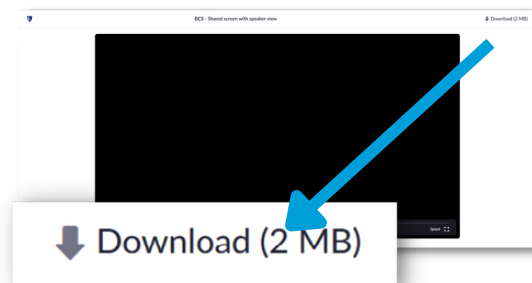 BCS - Shared screen with speaker view
Download (2 MB)
Speed
Download (2 MB)